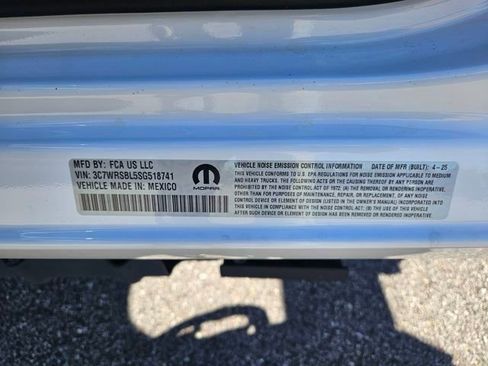 MFD BY: FCA US LLC
VIN: 3C7WRSBL5SG518741
VEHICLE MADE IN: MEXICO
MOPAR
VEHICLE NOISE EMISSION CONTROL INFORMATION DATE OF MFR (BUILT): 4-25
THIS VEHICLE CONFORMS TO U.S. EPA REGULATIONS FOR NOISE EMISSION APPLICABLE TO MEDIUM
AND HEAVY TRUCKS.
THE FOLLOWING ACTS OR THE CAUSING THEREOF BY ANY PERSON ARE PROHIBITED BY THE NOISE
CONTROL ACT OF 1972: (A) THE REMOVAL OR RENDERING INOPERATIVE, OTHER THAN FOR
PURPOSES OF MAINTENANCE, REPAIR, OR REPLACEMENT, OF ANY NOISE CONTROL DEVICE OR
ELEMENT OF DESIGN (LISTED IN THE OWNER'S MANUAL) INCORPORATED INTO
THIS VEHICLE IN COMPLIANCE WITH THE NOISE CONTROL ACT; (B) THE USE OF THIS VEHICLE
AFTER SUCH DEVICE OR ELEMENT OF DESIGN HAS BEEN REMOVED OR RENDERED INOPERATIVE.